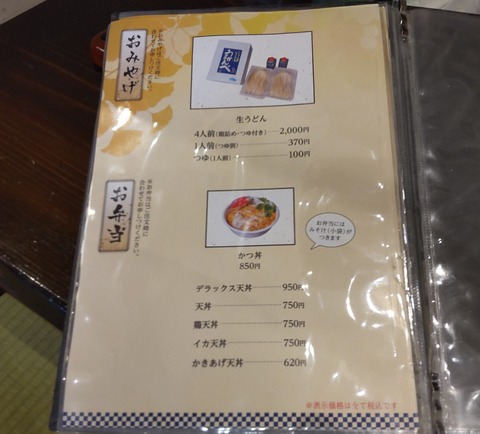 おみやげ
生うどん
4人前(箱詰め・つゆ付き) 2,000円
1人前(つゆ別) 370円
つゆ(1人前) 100円
お弁当
お弁当には
みそ汁(小袋)が
つきます
かつ丼
850円
デラックス天丼 950円
天丼 750円
鶏天丼 750円
イカ天丼 750円
かきあげ天丼 620円
※表示価格は全て税込です